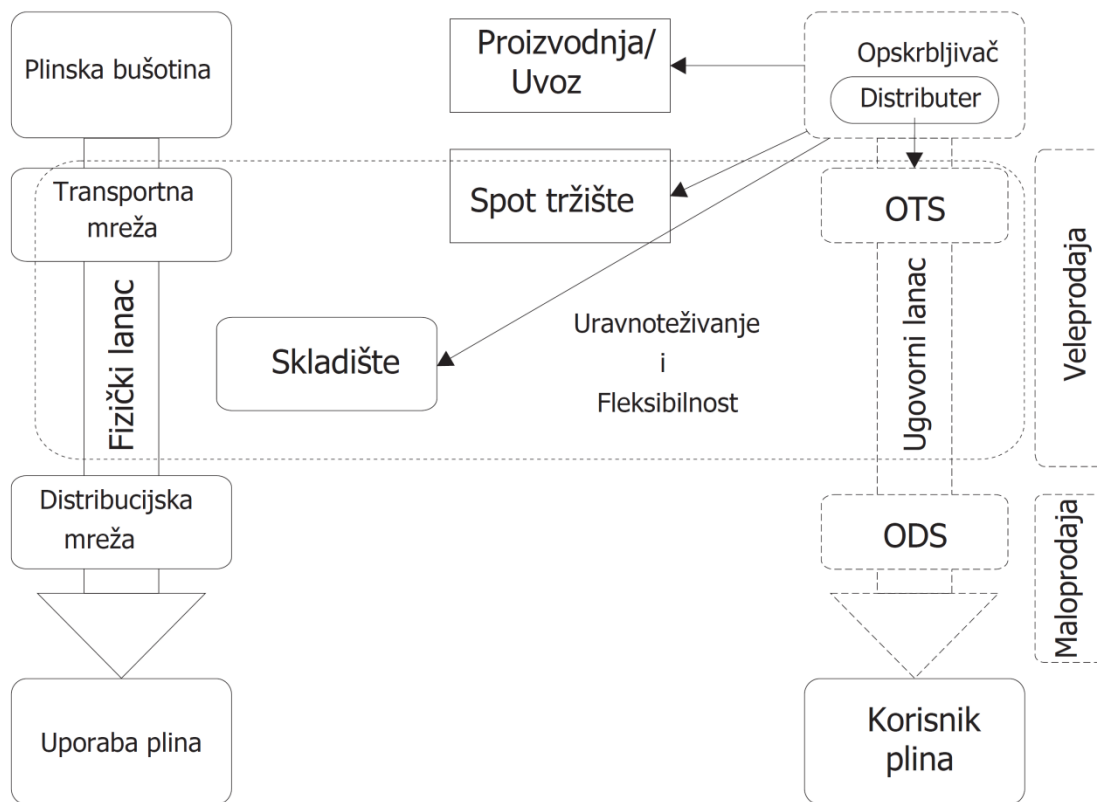 Plinska bušotina
Proizvodnja/
Uvoz
Opskrbljivač
Distributer
Transportna
mreža
Spot tržište
OTS
Fizički lanac
Skladište
Uravnoteživanje
i
Fleksibilnost
Ugovorni lanac
Veleprodaja
Distribucijska
mreža
ODS
Maloprodaja
Uporaba plina
Korisnik
plina